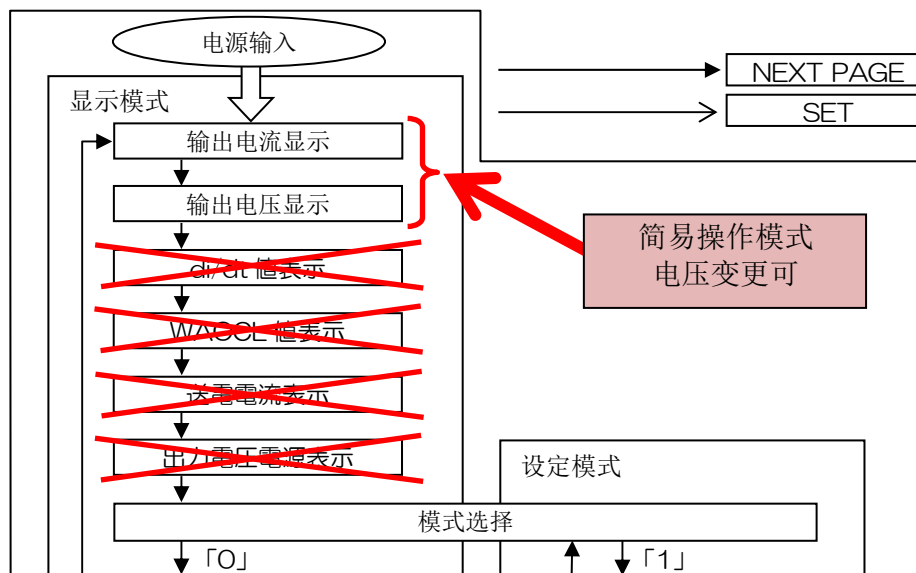 电源输入
NEXT PAGE
SET
显示模式
输出电流显示
输出电压显示
简易操作模式
电压变更可
di/dt 値表示
WACCL 値表示
送電電流表示
出力電圧電源表示
设定模式
模式选择
「0」
「1」